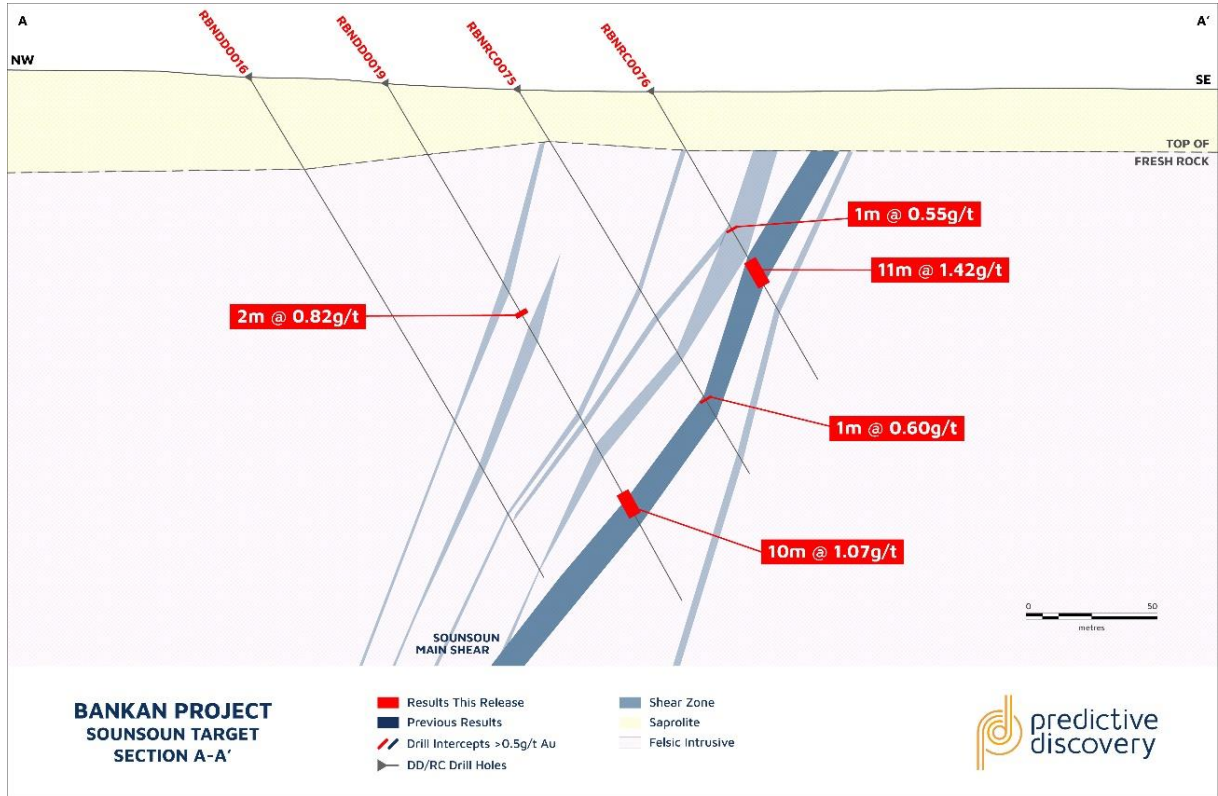 A
A'
NW
SE
RBNDD0016
RBNDD0019
RBNRC0075
RBNRC0076
TOP OF
FRESH ROCK
1m @ 0.55g/t
11m @ 1.42g/t
2m @ 0.82g/t
1m @ 0.60g/t
10m @ 1.07g/t
SOUNSOUN
MAIN SHEAR
0 50
metres
BANKAN PROJECT
SOUNSOUN TARGET
SECTION A-A'
Results This Release
Previous Results
Drill Intercepts >0.5g/t Au
DD/RC Drill Holes
Shear Zone
Saprolite
Felsic Intrusive
predictive
discovery